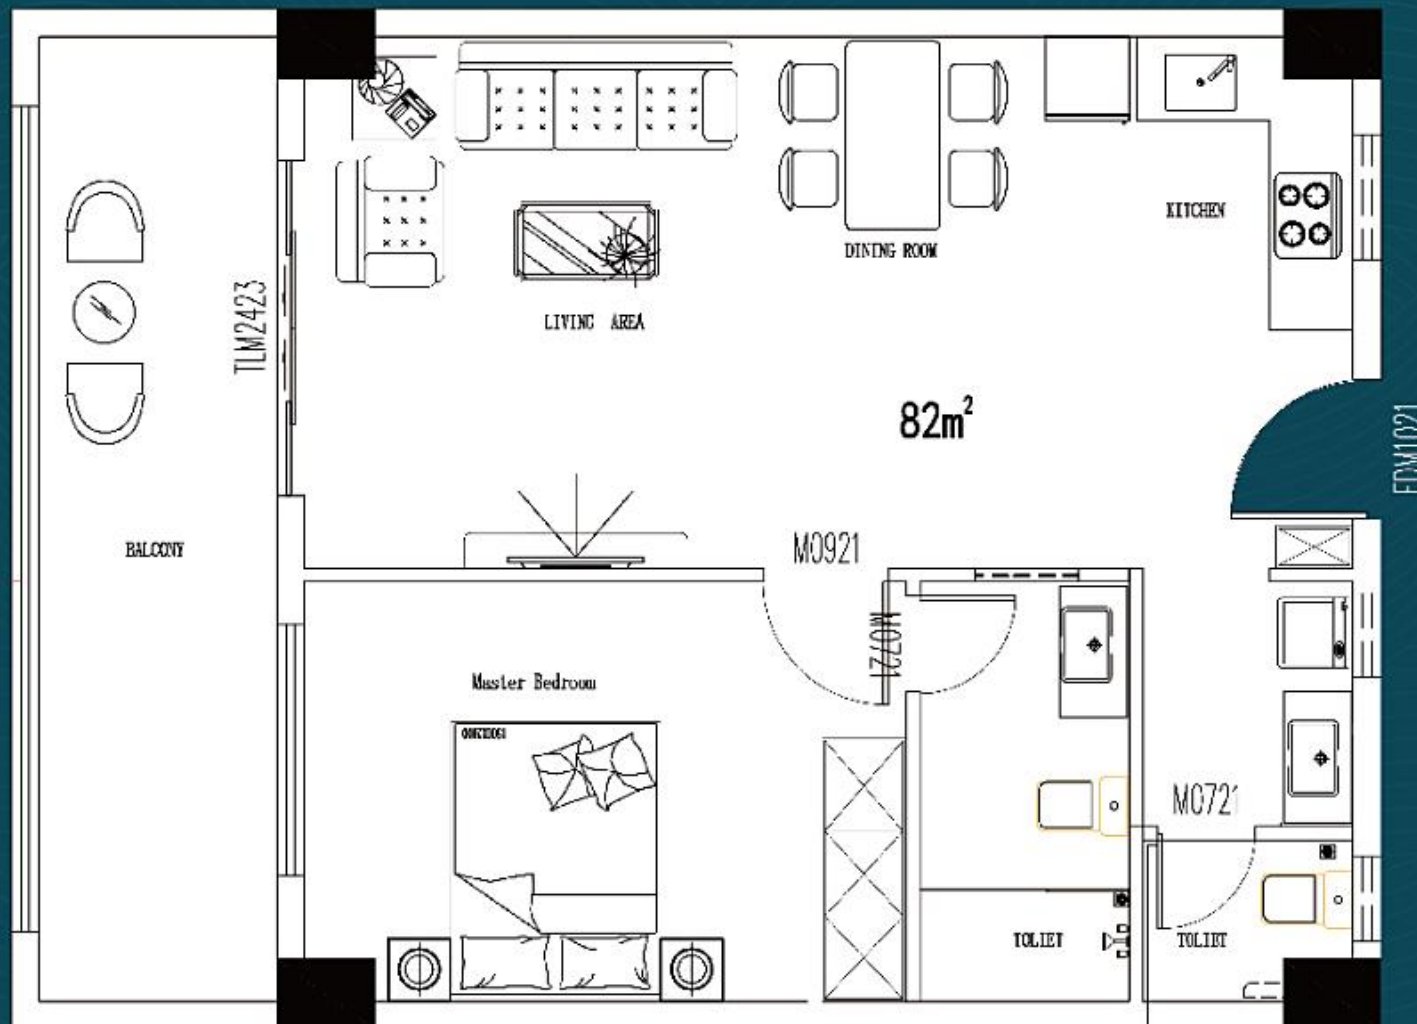 DINING ROOM
KITCHEN
LIVING AREA
TLM2423
82m²
FDM1021
BALCONY
M0921
M0721
Master Bedroom
M0721
TOLIET
TOLIET